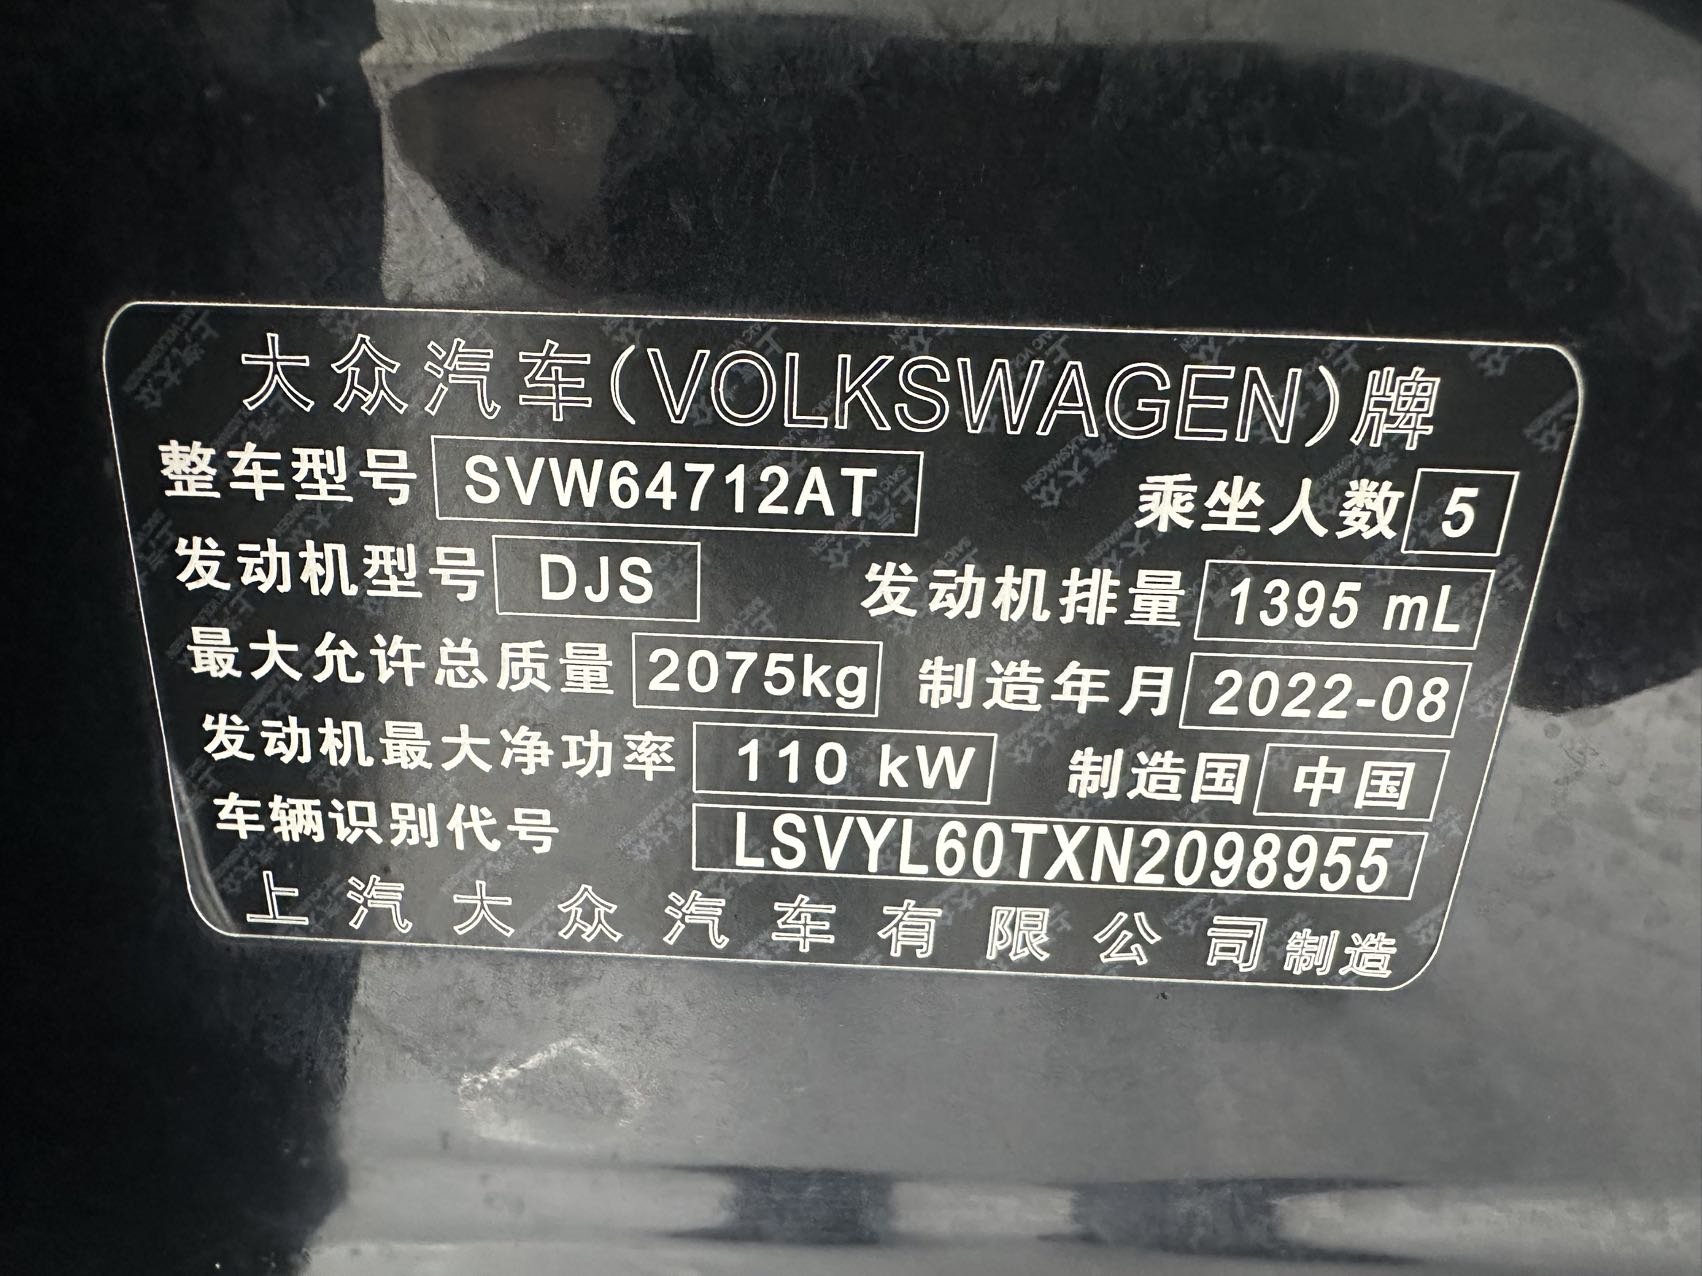 大众汽车(VOLKSWAGEN)牌
整车型号 SVW64712AT 乘坐人数 5
发动机型号 DJS 发动机排量 1395 mL
最大允许总质量 2075kg 制造年月 2022-08
发动机最大净功率 110 kW 制造国 中国
车辆识别代号 LSVYL60TXN2098955
上汽大众汽车有限公司制造